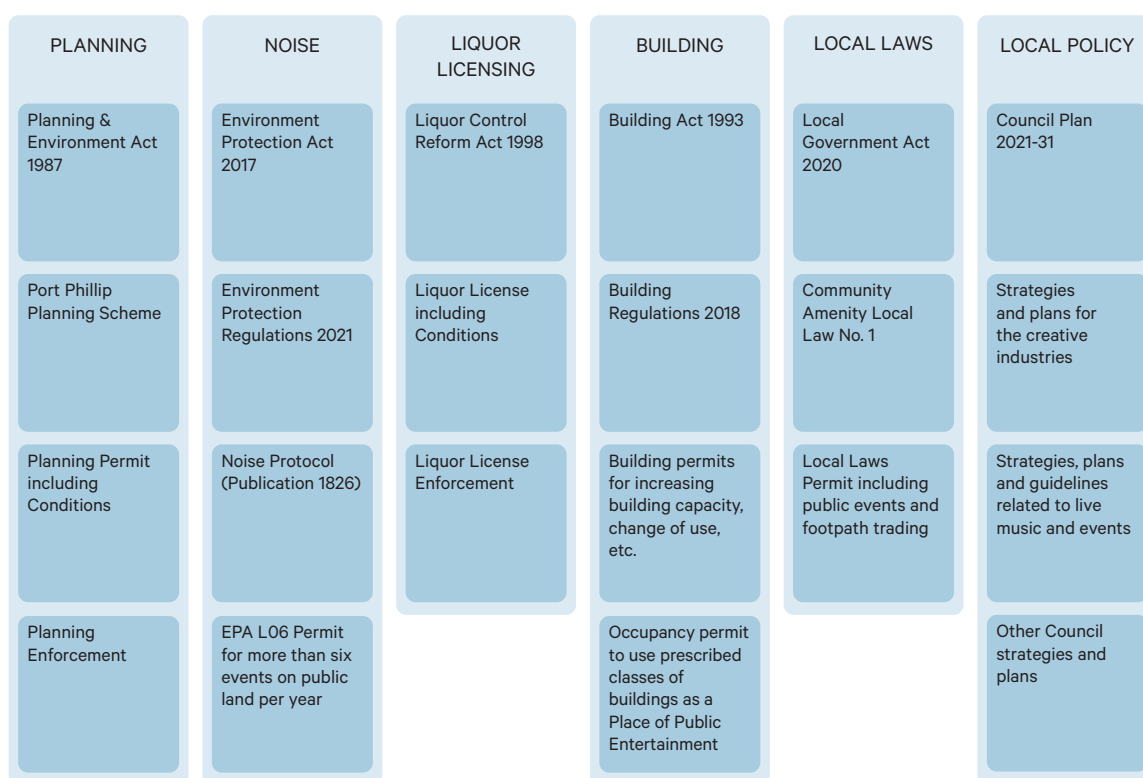 PLANNING
Planning &
Environment Act
1987
Port Phillip
Planning Scheme
Planning Permit
including
Conditions
Planning
Enforcement
NOISE
Environment
Protection Act
2017
Environment
Protection
Regulations 2021
Noise Protocol
(Publication 1826)
EPA L06 Permit
for more than six
events on public
land per year
LIQUOR
LICENSING
Liquor Control
Reform Act 1998
Liquor License
including
Conditions
Liquor License
Enforcement
BUILDING
Building Act 1993
Building
Regulations 2018
Building permits
for increasing
building capacity,
change of use,
etc.
Occupancy permit
to use prescribed
classes of
buildings as a
Place of Public
Entertainment
LOCAL LAWS
Local
Government Act
2020
Community
Amenity Local
Law No. 1
Local Laws
Permit including
public events and
footpath trading
LOCAL POLICY
Council Plan
2021-31
Strategies
and plans for
the creative
industries
Strategies, plans
and guidelines
related to live
music and events
Other Council
strategies and
plans